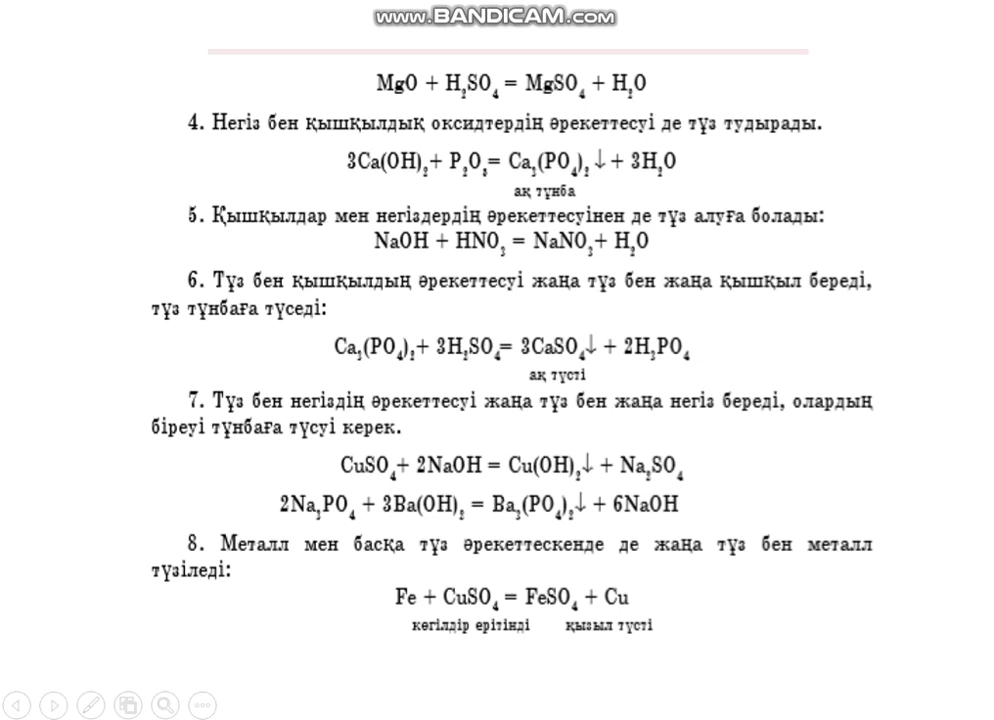 www.BANDICAM.com
MgO + H₂SO₄ = MgSO₄ + H₂O
4. Негіз бен қышқылдық оксидтердің әрекеттесуі де тұз тудырады.
3Ca(OH)₂+ P₂O₅= Ca₃(PO₄)₂ ↓ + 3H₂O
ақ тұнба
5. Қышқылдар мен негіздердің әрекеттесуінен де тұз алуға болады:
NaOH + HNO₃ = NaNO₃+ H₂O
6. Тұз бен қышқылдың әрекеттесуі жаңа тұз бен жаңа қышқыл береді,
тұз тұнбаға түседі:
Ca₃(PO₄)₂+ 3H₂SO₄= 3CaSO₄↓ + 2H₃PO₄
ақ түсті
7. Тұз бен негіздің әрекеттесуі жаңа тұз бен жаңа негіз береді, олардың
біреуі тұнбаға түсуі керек.
CuSO₄+ 2NaOH = Cu(OH)₂↓ + Na₂SO₄
2Na₃PO₄ + 3Ba(OH)₂ = Ba₃(PO₄)₂↓ + 6NaOH
8. Металл мен басқа тұз әрекеттескенде де жаңа тұз бен металл
түзіледі:
Fe + CuSO₄ = FeSO₄ + Cu
көгілдір ерітінді қызыл түсті